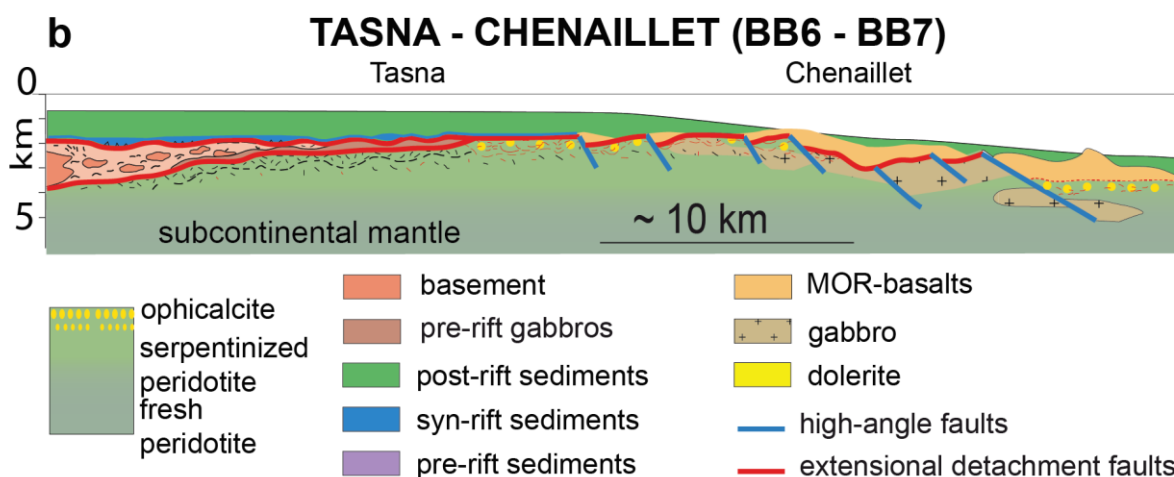 b TASNA - CHENAILLET (BB6 - BB7)
Tasna Chenaillet
0
km
5
~ 10 km
subcontinental mantle
ophicalcite
serpentinized
peridotite
fresh
peridotite
basement
pre-rift gabbros
post-rift sediments
syn-rift sediments
pre-rift sediments
MOR-basalts
gabbro
dolerite
high-angle faults
extensional detachment faults